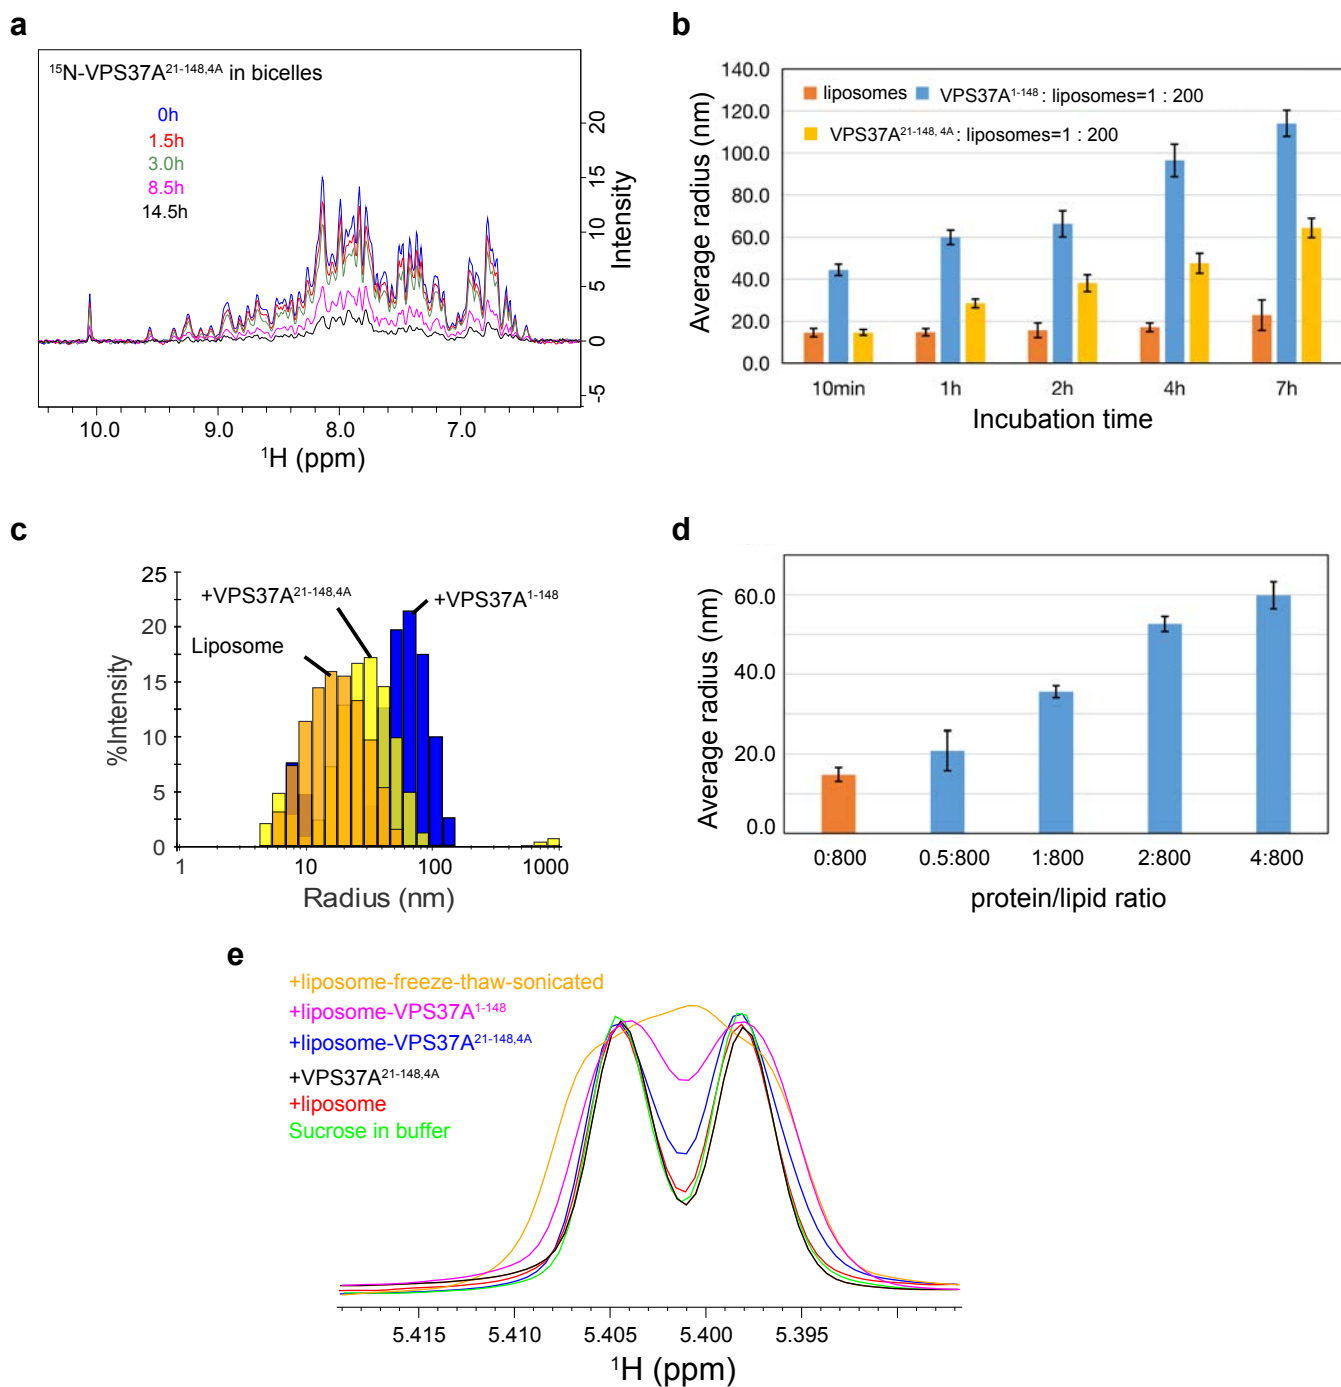 a
¹⁵N-VPS37A²¹⁻¹⁴⁸,⁴ᴬ in bicelles
0h
1.5h
3.0h
8.5h
14.5h
20
15
10
5
0
-5
Intensity
10.0 9.0 8.0 7.0
¹H (ppm)
b
140.0
120.0
100.0
80.0
60.0
40.0
20.0
0.0
Average radius (nm)
liposomes VPS37A¹⁻¹⁴⁸ : liposomes=1 : 200
VPS37A²¹⁻¹⁴⁸, ⁴ᴬ : liposomes=1 : 200
10min 1h 2h 4h 7h
Incubation time
c
25
20
15
10
5
0
%Intensity
+VPS37A²¹⁻¹⁴⁸,⁴ᴬ
+VPS37A¹⁻¹⁴⁸
Liposome
1 10 100 1000
Radius (nm)
d
60.0
40.0
20.0
0.0
Average radius (nm)
0:800 0.5:800 1:800 2:800 4:800
protein/lipid ratio
e
+liposome-freeze-thaw-sonicated
+liposome-VPS37A¹⁻¹⁴⁸
+liposome-VPS37A²¹⁻¹⁴⁸,⁴ᴬ
+VPS37A²¹⁻¹⁴⁸,⁴ᴬ
+liposome
Sucrose in buffer
5.415 5.410 5.405 5.400 5.395
¹H (ppm)